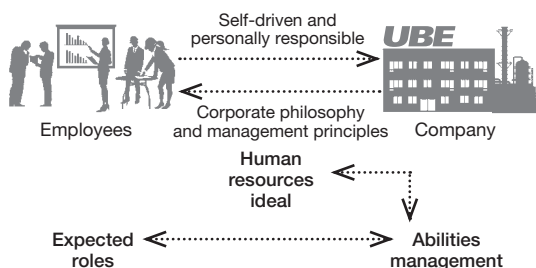 Self-driven and
personally responsible
UBE
Employees
Corporate philosophy
and management principles
Company
Human
resources
ideal
Expected
roles
Abilities
management